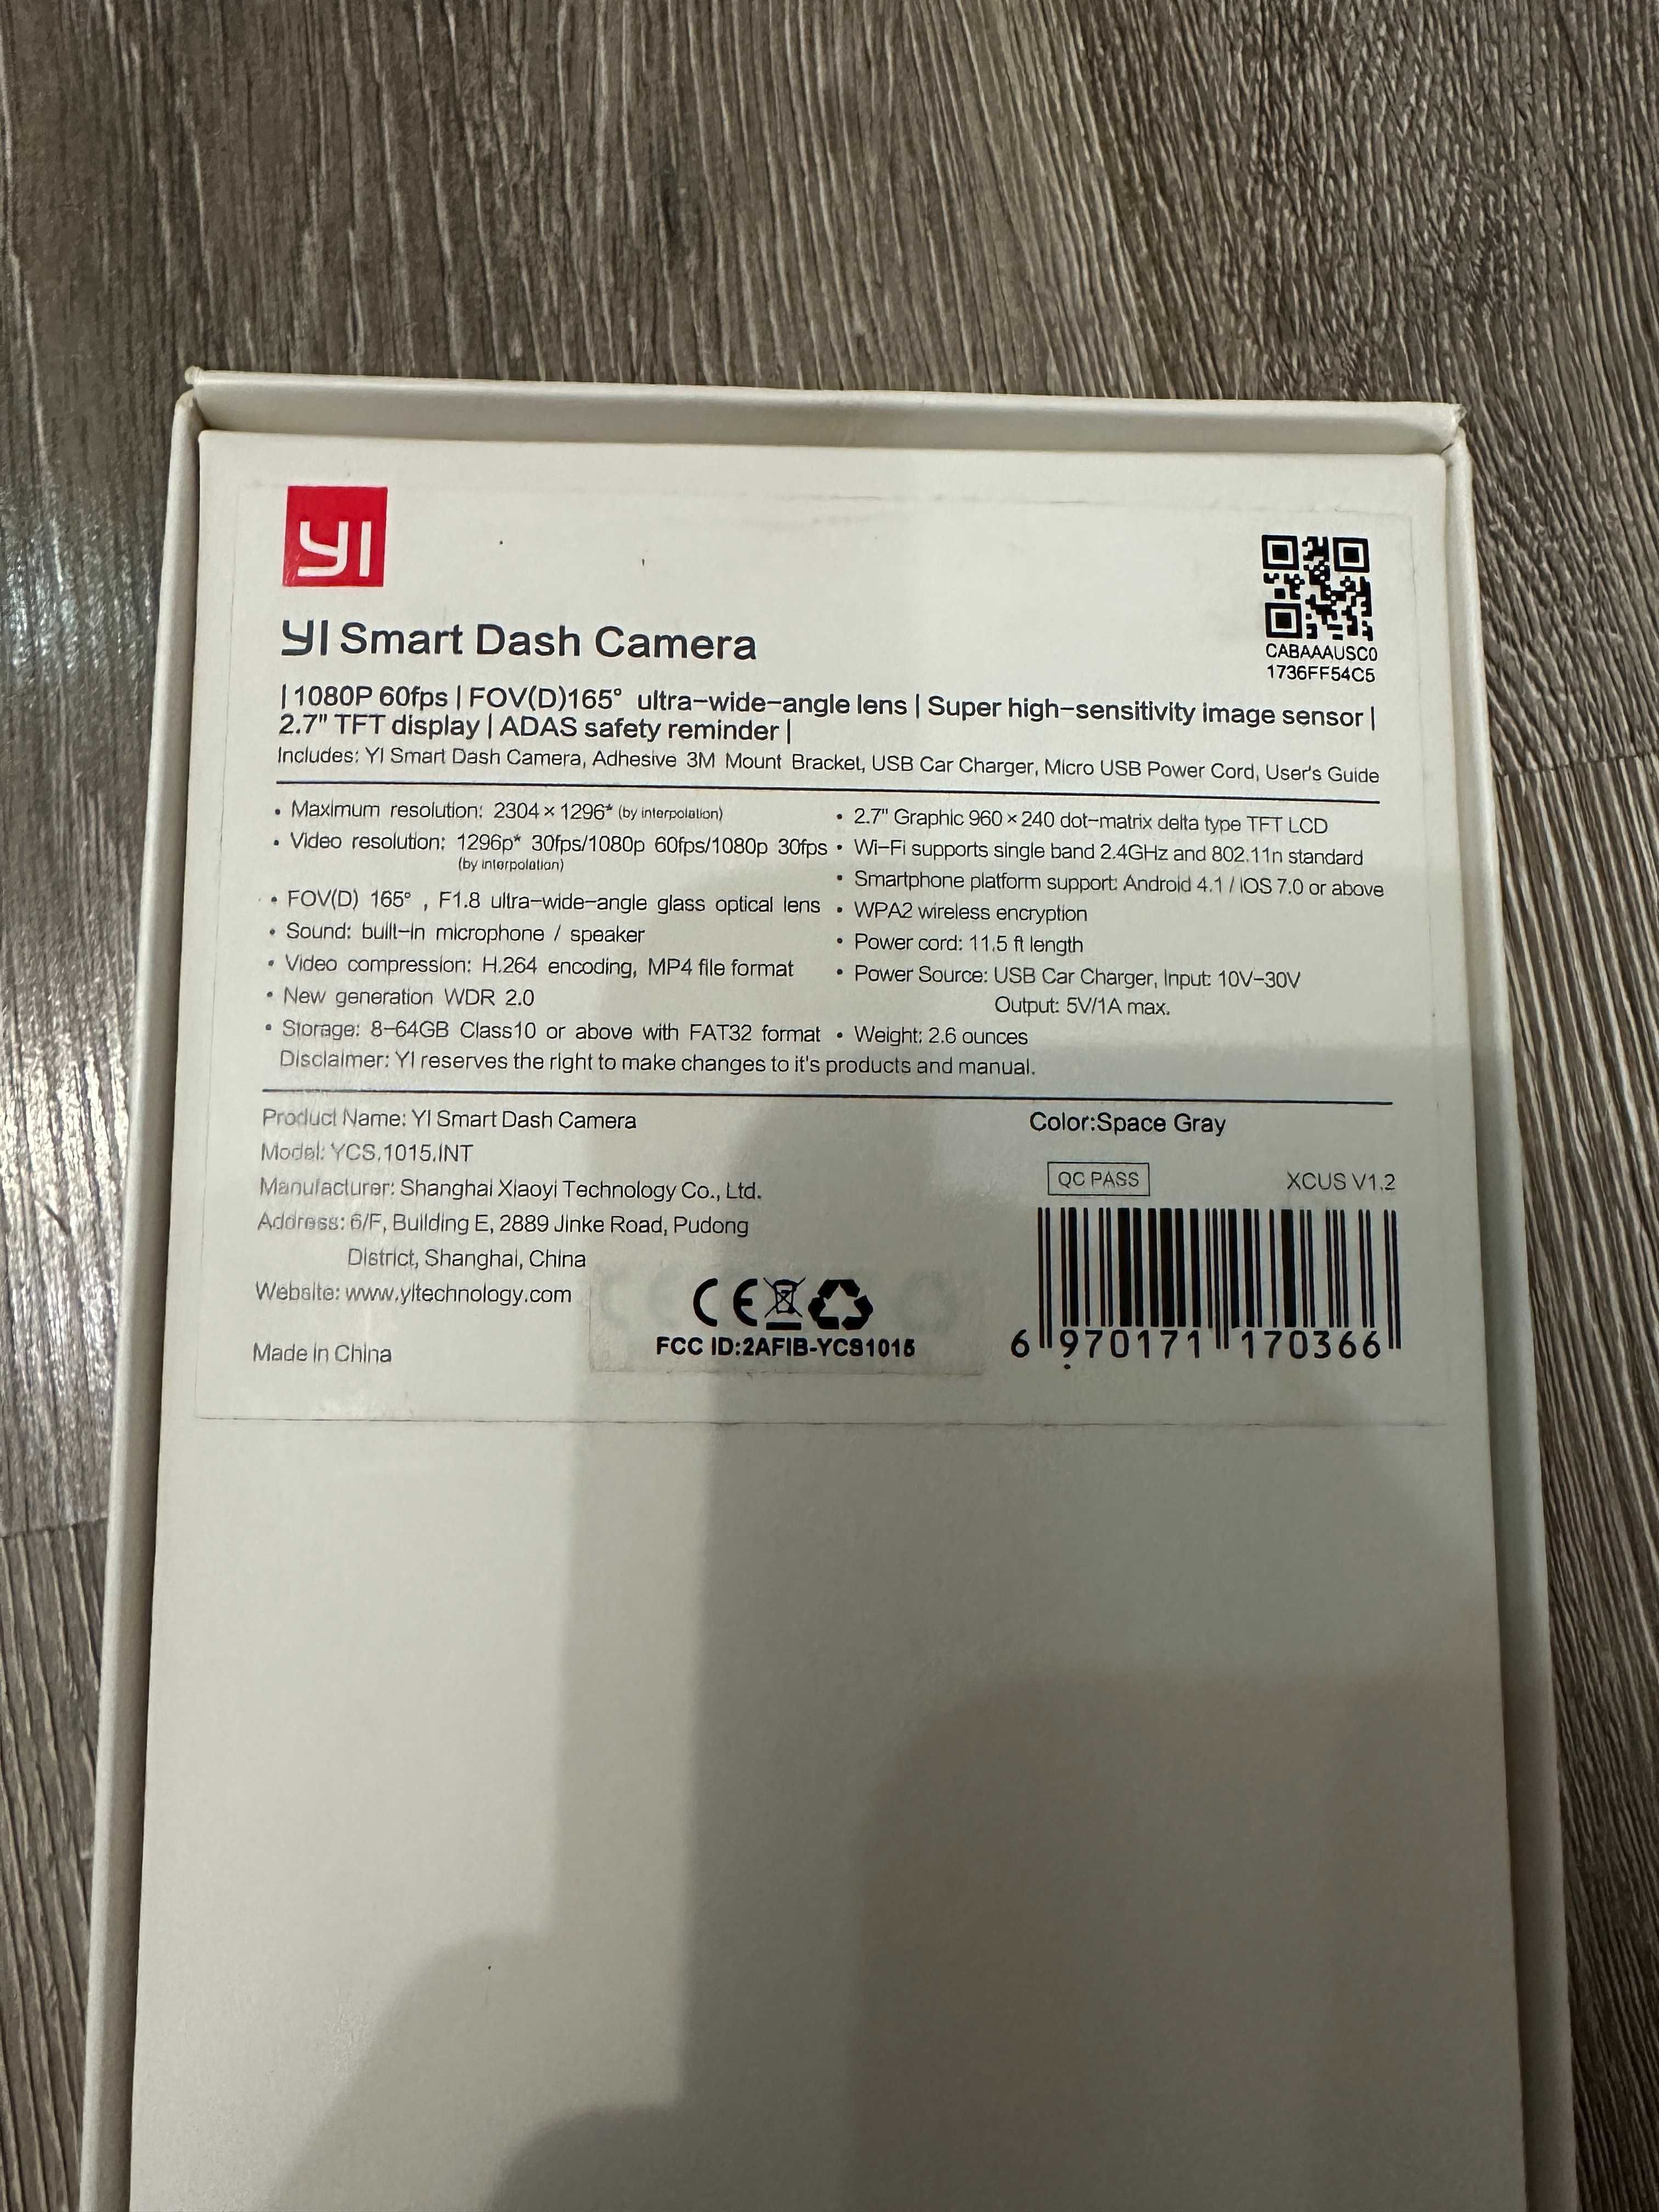 YI
YI Smart Dash Camera
CABAAAUSC0
1736FF54C5
| 1080P 60fps | FOV(D)165° ultra-wide-angle lens | Super high-sensitivity image sensor |
2.7" TFT display | ADAS safety reminder |
Includes: YI Smart Dash Camera, Adhesive 3M Mount Bracket, USB Car Charger, Micro USB Power Cord, User's Guide
• Maximum resolution: 2304 × 1296* (by interpolation)
• Video resolution: 1296p* 30fps/1080p 60fps/1080p 30fps
(by interpolation)
• FOV(D) 165° , F1.8 ultra-wide-angle glass optical lens
• Sound: built-in microphone / speaker
• Video compression: H.264 encoding, MP4 file format
• New generation WDR 2.0
• Storage: 8-64GB Class10 or above with FAT32 format
• 2.7" Graphic 960 × 240 dot-matrix delta type TFT LCD
• Wi-Fi supports single band 2.4GHz and 802.11n standard
• Smartphone platform support: Android 4.1 / iOS 7.0 or above
• WPA2 wireless encryption
• Power cord: 11.5 ft length
• Power Source: USB Car Charger, Input: 10V-30V
Output: 5V/1A max.
• Weight: 2.6 ounces
Disclaimer: YI reserves the right to make changes to it's products and manual.
Product Name: YI Smart Dash Camera
Model: YCS.1015.INT
Manufacturer: Shanghai Xiaoyi Technology Co., Ltd.
Address: 6/F, Building E, 2889 Jinke Road, Pudong
District, Shanghai, China
Website: www.yitechnology.com
Made in China
CE
FCC ID:2AFIB-YCS1015
Color:Space Gray
QC PASS
XCUS V1.2
6 970171 170366